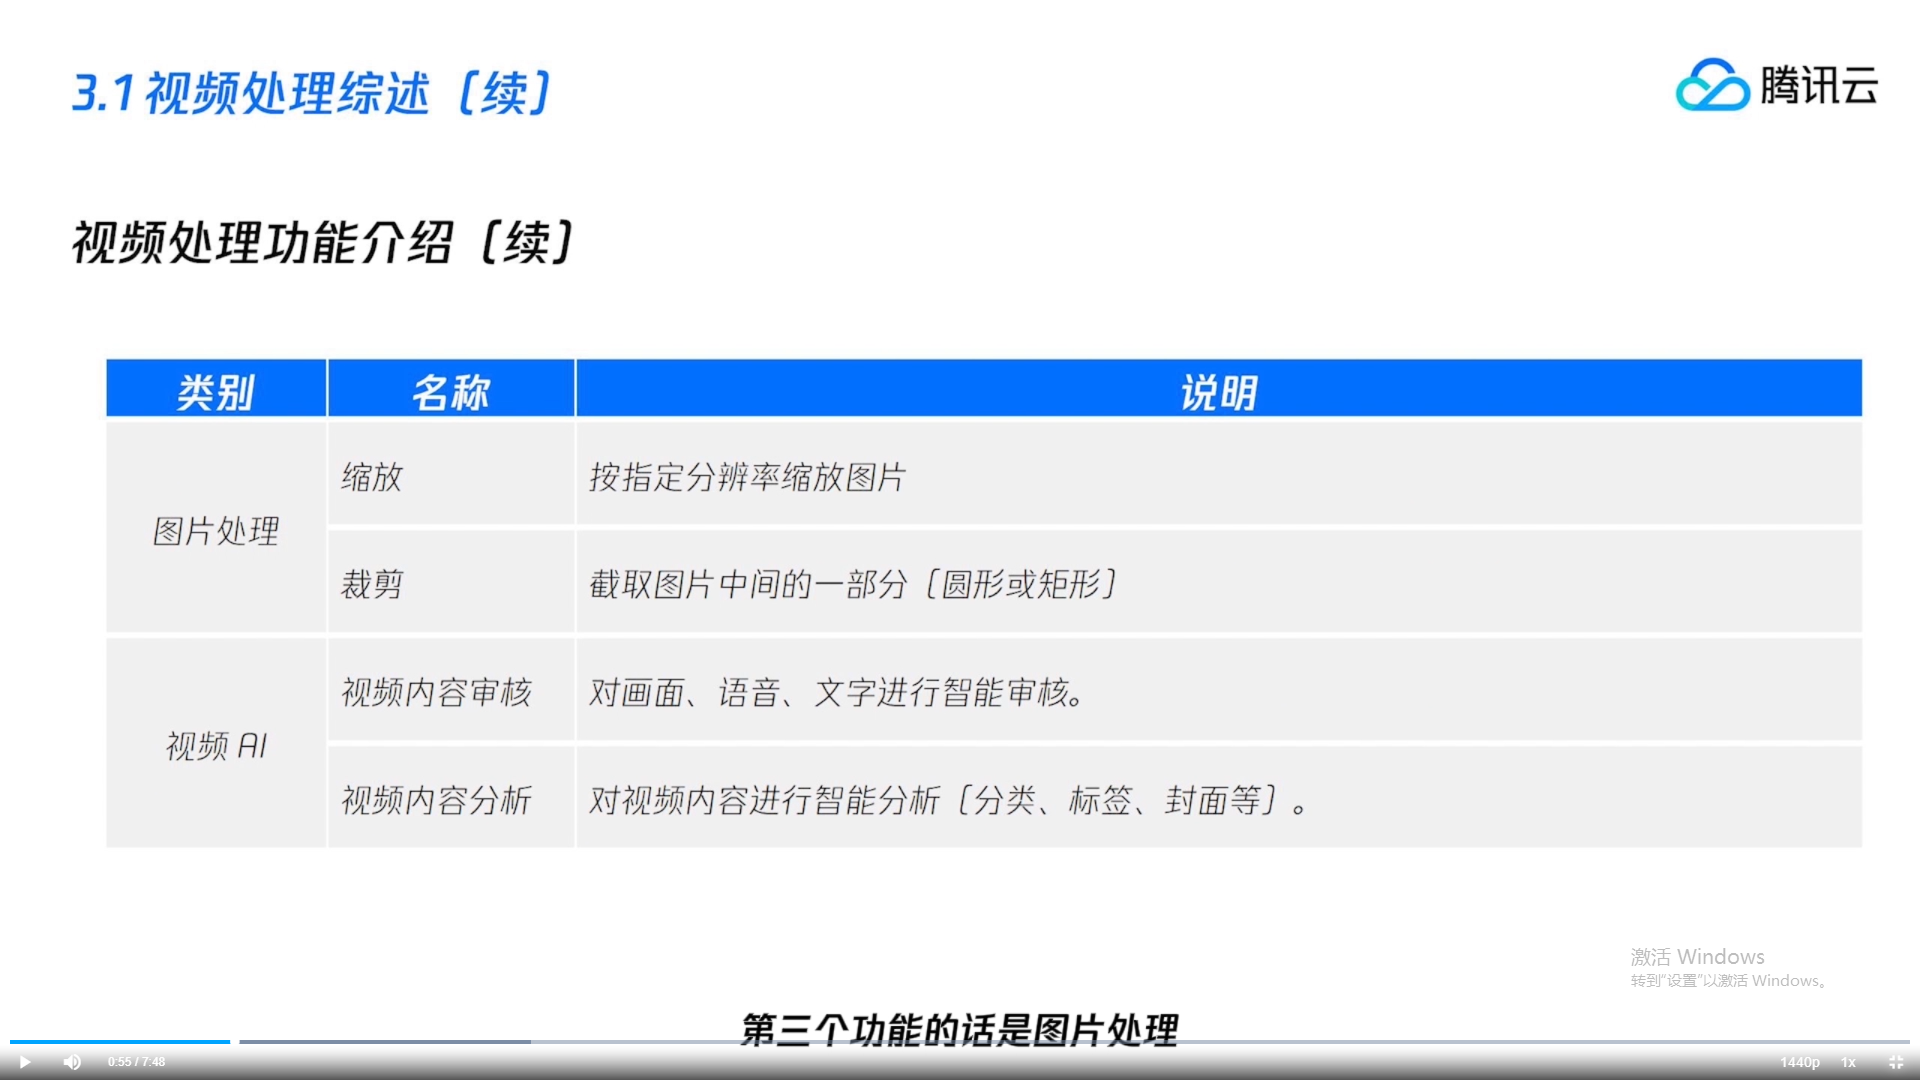 3.1 视频处理综述（续）
腾讯云
视频处理功能介绍（续）
类别 名称 说明
图片处理
缩放 按指定分辨率缩放图片
裁剪 截取图片中间的一部分（圆形或矩形）
视频 AI
视频内容审核 对画面、语音、文字进行智能审核。
视频内容分析 对视频内容进行智能分析（分类、标签、封面等）。
激活 Windows
转到“设置”以激活 Windows。
第三个功能的话是图片处理
0:55 / 7:48 1440p 1x